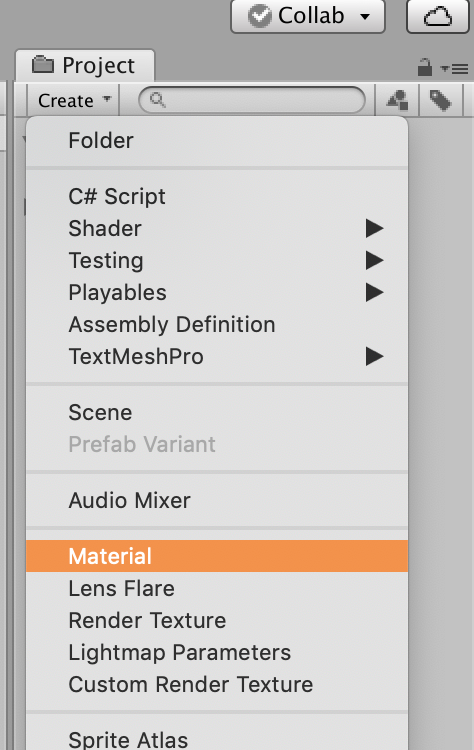 Collab
Project
Create
Folder
C# Script
Shader
Testing
Playables
Assembly Definition
TextMeshPro
Scene
Prefab Variant
Audio Mixer
Material
Lens Flare
Render Texture
Lightmap Parameters
Custom Render Texture
Sprite Atlas